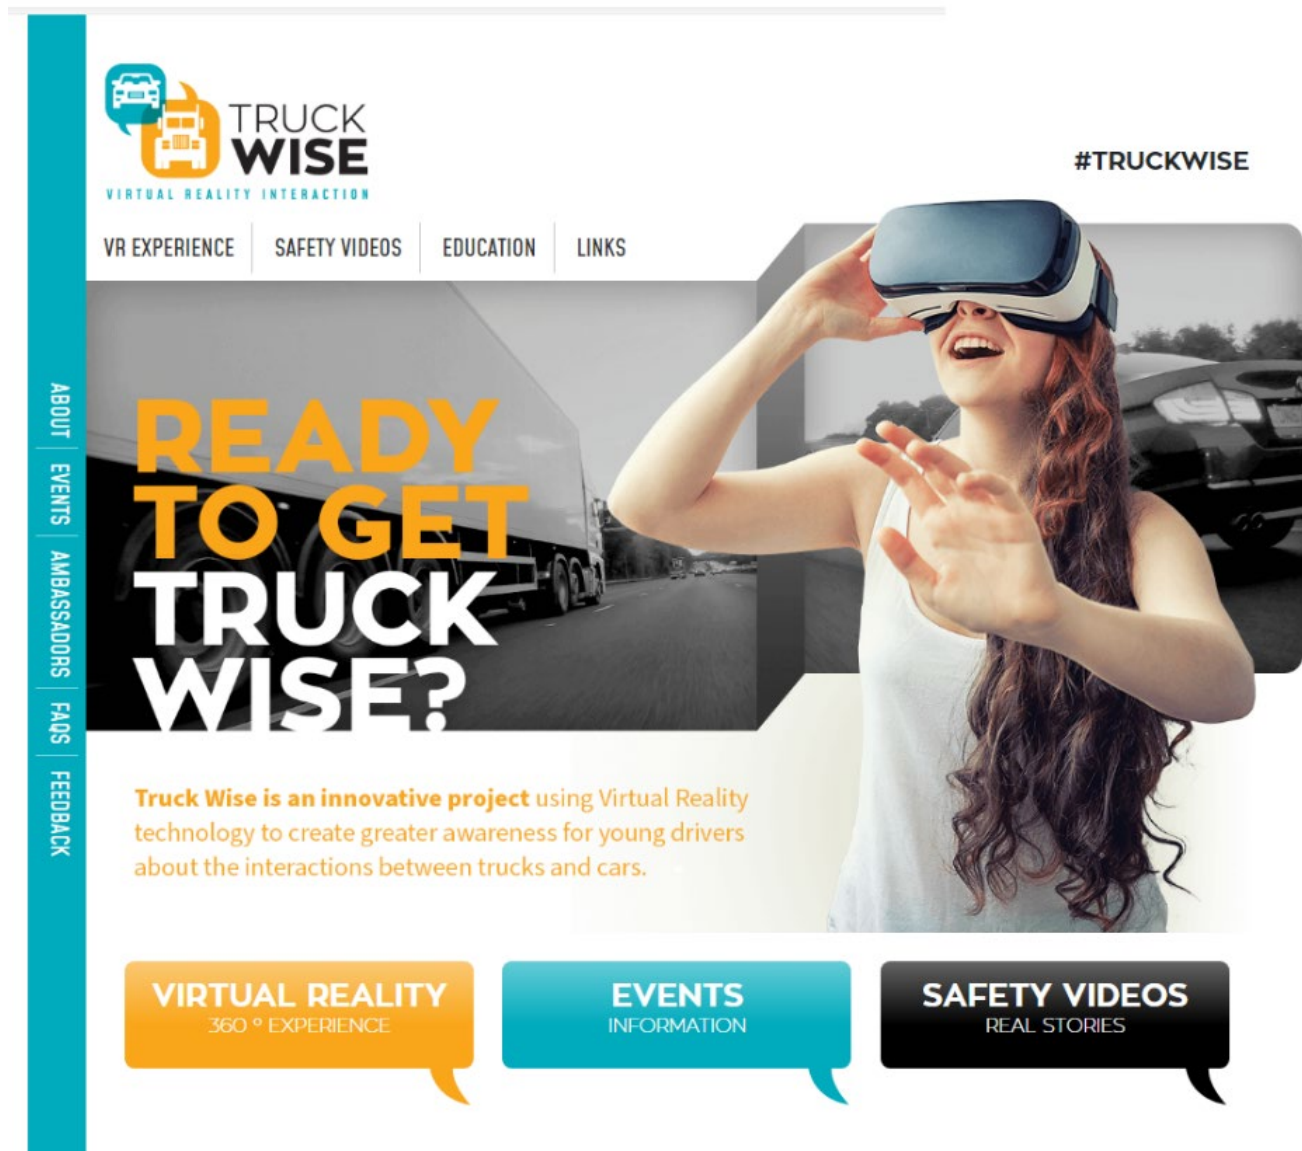 TRUCK
WISE
VIRTUAL REALITY INTERACTION
#TRUCKWISE
VR EXPERIENCE
SAFETY VIDEOS
EDUCATION
LINKS
ABOUT
EVENTS
AMBASSADORS
FAQS
FEEDBACK
READY
TO GET
TRUCK
WISE?
Truck Wise is an innovative project using Virtual Reality
technology to create greater awareness for young drivers
about the interactions between trucks and cars.
VIRTUAL REALITY
360 ° EXPERIENCE
EVENTS
INFORMATION
SAFETY VIDEOS
REAL STORIES